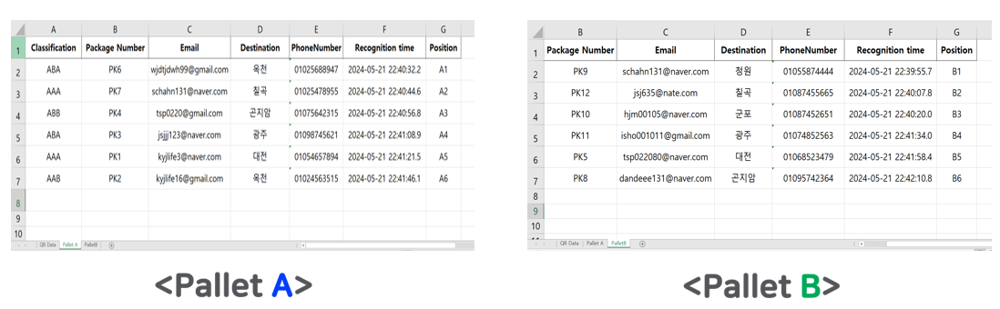 A B C D E F G
1 Classification Package Number Email Destination PhoneNumber Recognition time Position
2 ABA PK6 wjdtjdwh99@gmail.com 옥천 01025688947 2024-05-21 22:40:32.2 A1
3 AAA PK7 schahn131@naver.com 칠곡 01025478955 2024-05-21 22:40:44.6 A2
4 ABB PK4 tsp0220@gmail.com 곤지암 01075642315 2024-05-21 22:40:56.8 A3
5 ABA PK3 jsjjj123@naver.com 광주 01098745621 2024-05-21 22:41:08.9 A4
6 AAA PK1 kyjlife3@naver.com 대전 01054657894 2024-05-21 22:41:21.5 A5
7 AAB PK2 kyjlife16@gmail.com 옥천 01024563515 2024-05-21 22:41:46.1 A6
8
9
10
QR Data Pallet A PalletB
<Pallet A>
B C D E F G
1 Package Number Email Destination PhoneNumber Recognition time Position
2 PK9 schahn131@naver.com 청원 01055874444 2024-05-21 22:39:55.7 B1
3 PK12 jsj635@nate.com 칠곡 01087455665 2024-05-21 22:40:07.8 B2
4 PK10 hjm00105@naver.com 군포 01087452651 2024-05-21 22:40:20.0 B3
5 PK11 isho001011@gmail.com 광주 01074852563 2024-05-21 22:41:34.0 B4
6 PK5 tsp022080@naver.com 대전 01068523479 2024-05-21 22:41:58.4 B5
7 PK8 dandeee131@naver.com 곤지암 01095742364 2024-05-21 22:42:10.8 B6
8
9
10
QR Data Pallet A PalletB
<Pallet B>